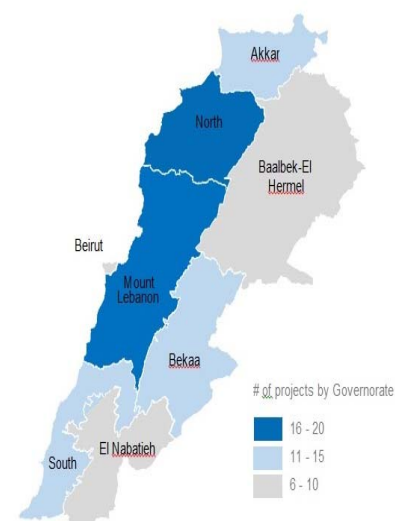 Akkar
North
Baalbek-El
Hermel
Beirut
Mount
Lebanon
Bekaa
# of projects by Governorate
16 - 20
El Nabatieh
11 - 15
South
6 - 10